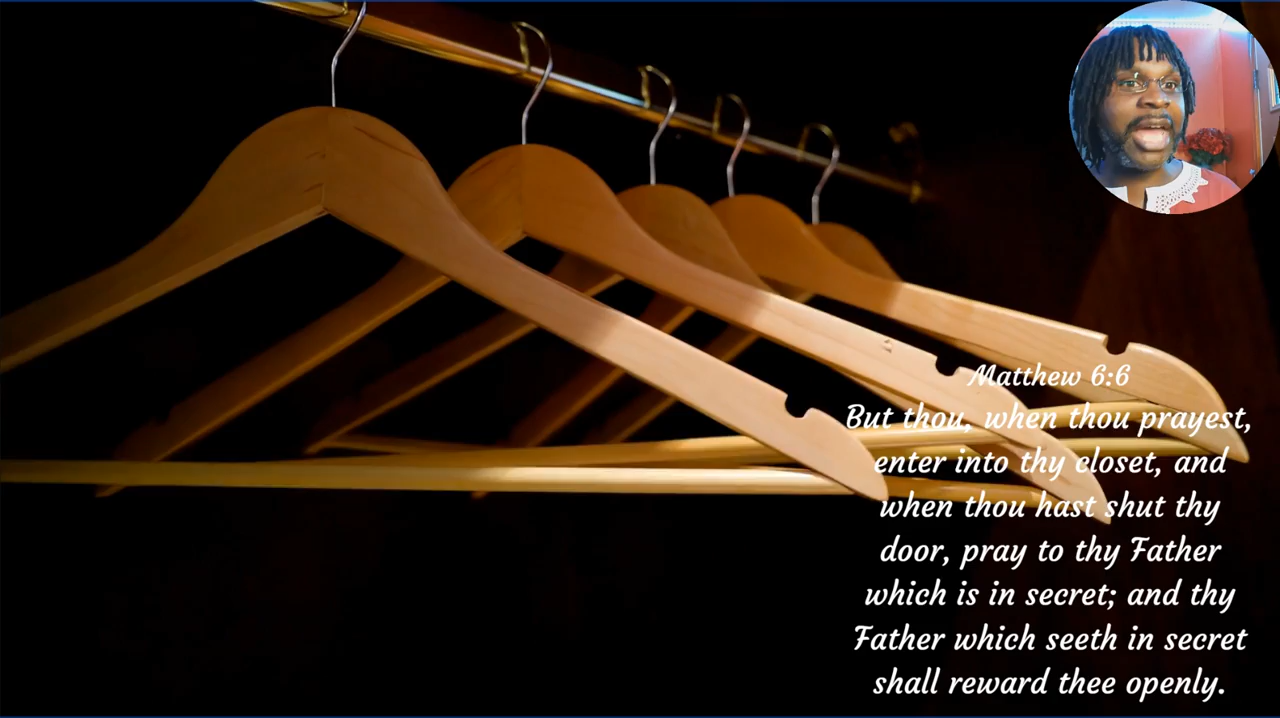 Matthew 6:6
But thou, when thou prayest,
enter into thy closet, and
when thou hast shut thy
door, pray to thy Father
which is in secret; and thy
Father which seeth in secret
shall reward thee openly.